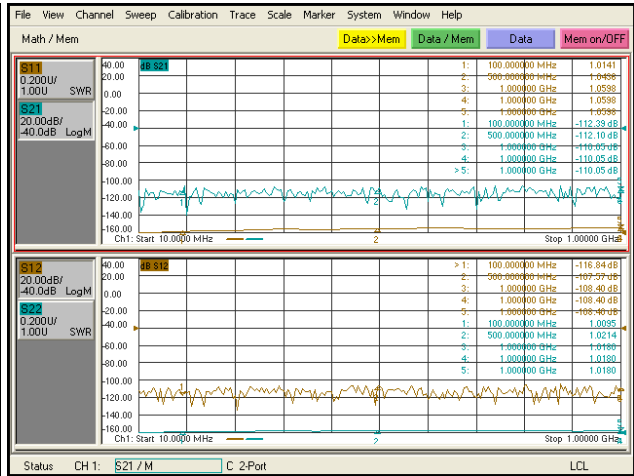 File View Channel Sweep Calibration Trace Scale Marker System Window Help
Math / Mem Data>>Mem Data / Mem Data Mem on/OFF
S11
0.200U/
1.00U SWR
S21
20.00dB/
-40.0dB LogM
40.00 dB S21
20.00
0.00
-20.00
-40.00
-60.00
-80.00
-100.00
-120.00
-140.00
-160.00
1: 100.000000 MHz 1.0141
2: 500.000000 MHz 1.0436
3: 1.000000 GHz 1.0598
4: 1.000000 GHz 1.0598
5: 1.000000 GHz 1.0598
1: 100.000000 MHz -112.39 dB
2: 500.000000 MHz -112.10 dB
3: 1.000000 GHz -110.05 dB
4: 1.000000 GHz -110.05 dB
> 5: 1.000000 GHz -110.05 dB
1
2
Ch1: Start 10.0000 MHz 2 Stop 1.00000 GHz
S12
20.00dB/
-40.0dB LogM
S22
0.200U/
1.00U SWR
40.00 dB S12
20.00
0.00
-20.00
-40.00
-60.00
-80.00
-100.00
-120.00
-140.00
-160.00
> 1: 100.000000 MHz -116.84 dB
2: 500.000000 MHz -107.57 dB
3: 1.000000 GHz -108.40 dB
4: 1.000000 GHz -108.40 dB
5: 1.000000 GHz -108.40 dB
1: 100.000000 MHz 1.0095
2: 500.000000 MHz 1.0214
3: 1.000000 GHz 1.0180
4: 1.000000 GHz 1.0180
5: 1.000000 GHz 1.0180
1
2
Ch1: Start 10.0000 MHz 2 Stop 1.00000 GHz
Status CH 1: S21 / M C 2-Port LCL